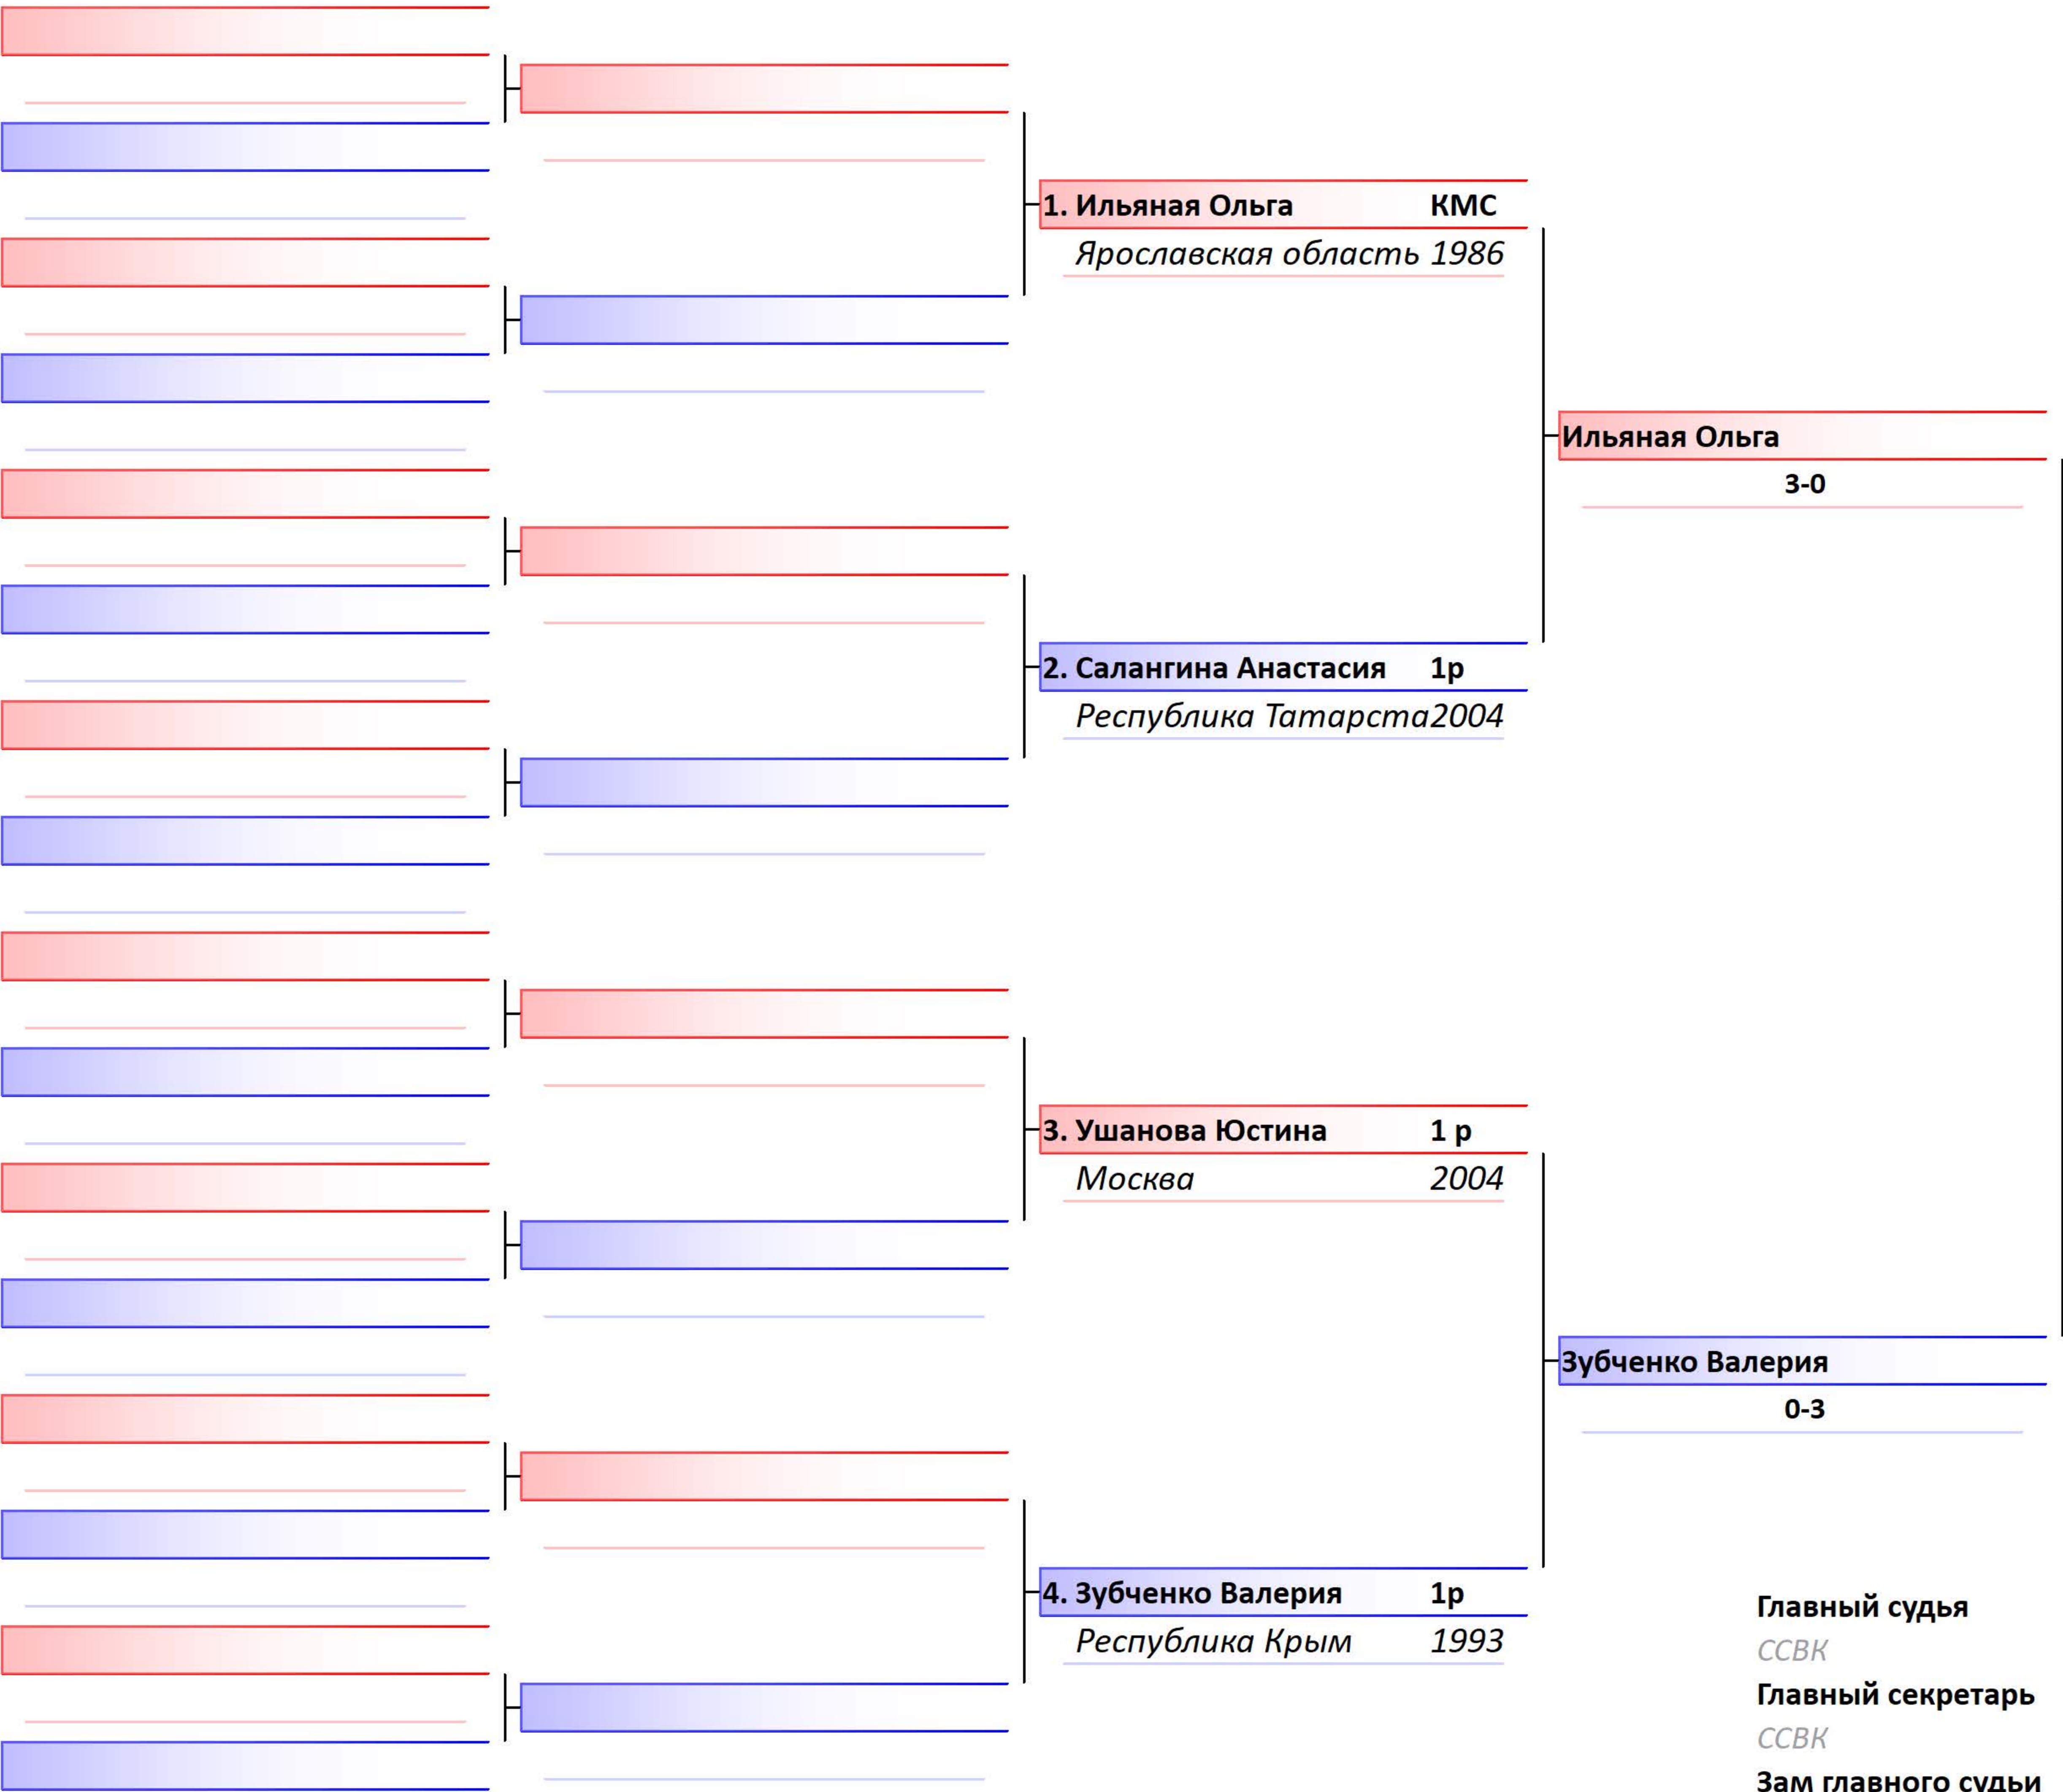 1. Ильяная Ольга КМС
Ярославская область 1986
Ильяная Ольга
3-0
2. Салангина Анастасия 1р
Республика Татарста2004
3. Ушанова Юстина 1 р
Москва 2004
Зубченко Валерия
0-3
4. Зубченко Валерия 1р
Республика Крым 1993
Главный судья
ССВК
Главный секретарь
ССВК
Зам главного судьи